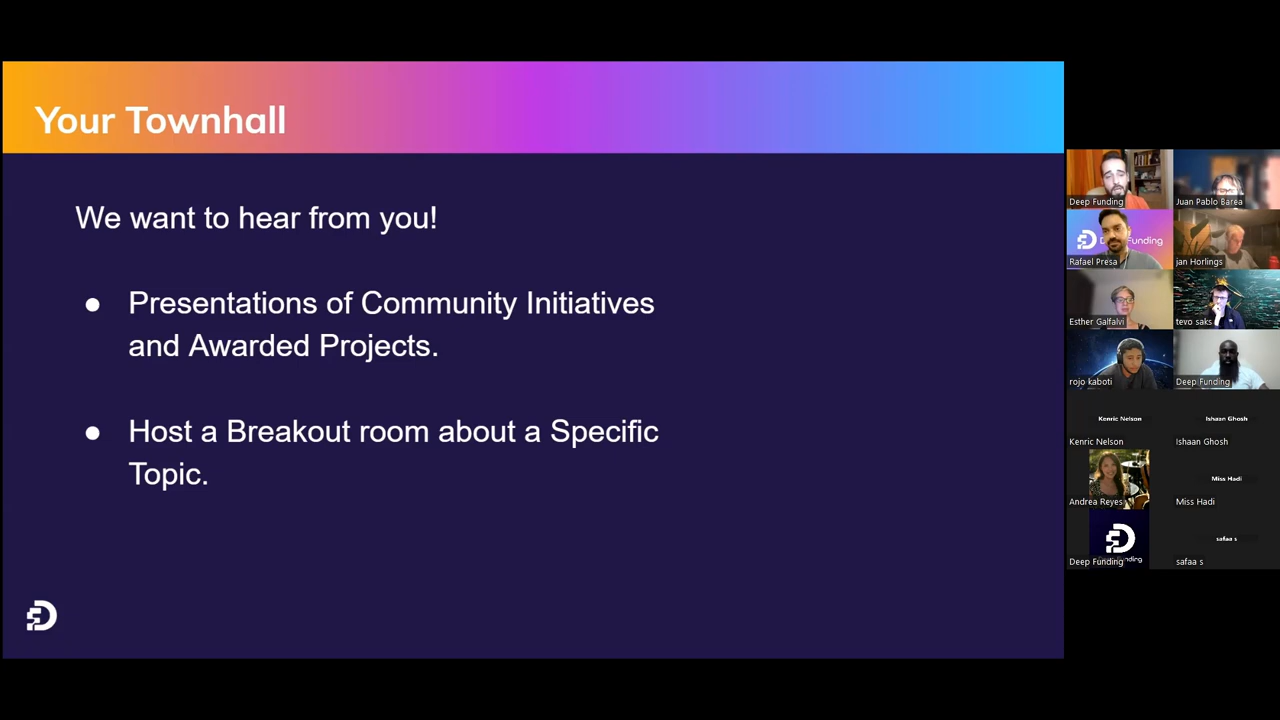 Your Townhall
We want to hear from you!
● Presentations of Community Initiatives
and Awarded Projects.
● Host a Breakout room about a Specific
Topic.
Deep Funding
Juan Pablo Barea
Funding
Rafael Presa
jan Horlings
Esther Galfalvi
tevo saks
rojo kaboti
Deep Funding
Kenric Nelson
Ishaan Ghosh
Kenric Nelson
Ishaan Ghosh
Miss Hadi
Andrea Reyes
Miss Hadi
safaa s
Deep Funding
safaa s